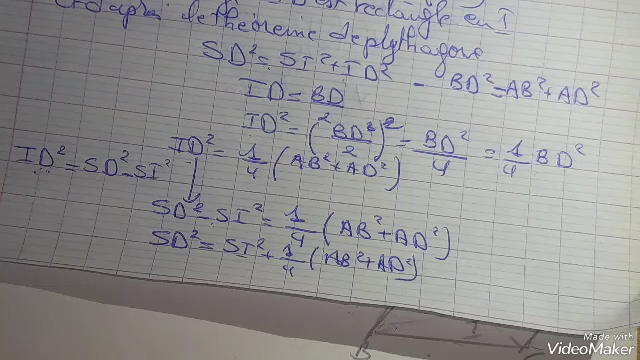 est rectangle en I
D'après le théorème de pythagore
SD² = SI² + ID² - BD² = AB² + AD²
ID = BD
2
ID² = (BD²/2)² = BD²/4 = 1/4 BD²
ID² = 1/4 (AB² + AD²)
ID² = SD² - SI²
SD² - SI² = 1/4 (AB² + AD²)
SD² = SI² + 1/4 (AB² + AD²)
I
B
Made with
VideoMaker